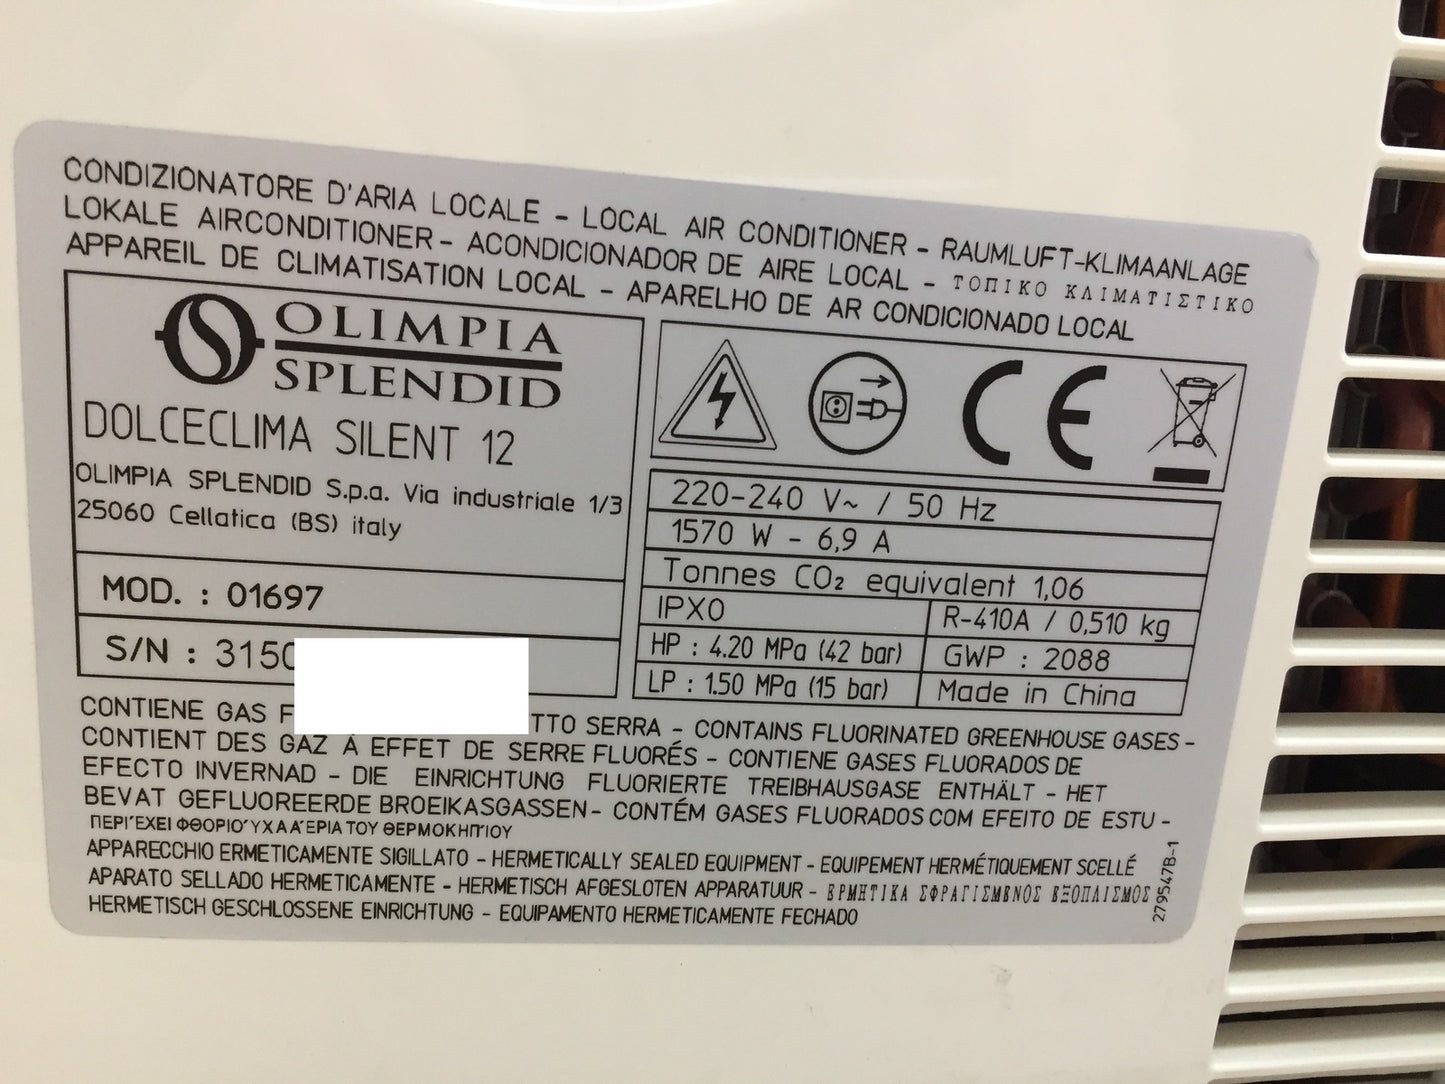 CONDIZIONATORE D'ARIA LOCALE - LOCAL AIR CONDITIONER - RAUMLUFT-KLIMAANLAGE
LOKALE AIRCONDITIONER - ACONDICIONADOR DE AIRE LOCAL - ΤΟΠΙΚΟ ΚΛΙΜΑΤΙΣΤΙΚΟ
APPAREIL DE CLIMATISATION LOCAL - APARELHO DE AR CONDICIONADO LOCAL
OLIMPIA
SPLENDID
DOLCECLIMA SILENT 12
OLIMPIA SPLENDID S.p.a. Via industriale 1/3
25060 Cellatica (BS) italy
MOD. : 01697
S/N : 3150
CE
220-240 V~ / 50 Hz
1570 W - 6,9 A
Tonnes CO₂ equivalent 1,06
IPX0
R-410A / 0,510 kg
HP : 4.20 MPa (42 bar)
GWP : 2088
LP : 1.50 MPa (15 bar)
Made in China
CONTIENE GAS TTO SERRA - CONTAINS FLUORINATED GREENHOUSE GASES -
CONTIENT DES GAZ À EFFET DE SERRE FLUORÉS - CONTIENE GASES FLUORADOS DE
EFECTO INVERNAD - DIE EINRICHTUNG FLUORIERTE TREIBHAUSGASE ENTHÄLT - HET
BEVAT GEFLUOREERDE BROEIKASGASSEN - CONTÉM GASES FLUORADOS COM EFEITO DE ESTU -
ΠΕΡΙΈΧΕΙ ΦΘΟΡΙΟΎΧΑ ΑΈΡΙΑ ΤΟΥ ΘΕΡΜΟΚΗΠΊΟΥ
APPARECCHIO ERMETICAMENTE SIGILLATO - HERMETICALLY SEALED EQUIPMENT - EQUIPEMENT HERMÉTIQUEMENT SCELLÉ
APARATO SELLADO HERMETICAMENTE - HERMETISCH AFGESLOTEN APPARATUUR - ΕΡΜΗΤΙΚΑ ΣΦΡΑΓΙΣΜΕΝΟΣ ΕΞΟΠΛΙΣΜΟΣ
HERMETISCH GESCHLOSSENE EINRICHTUNG - EQUIPAMENTO HERMETICAMENTE FECHADO
279547B-1